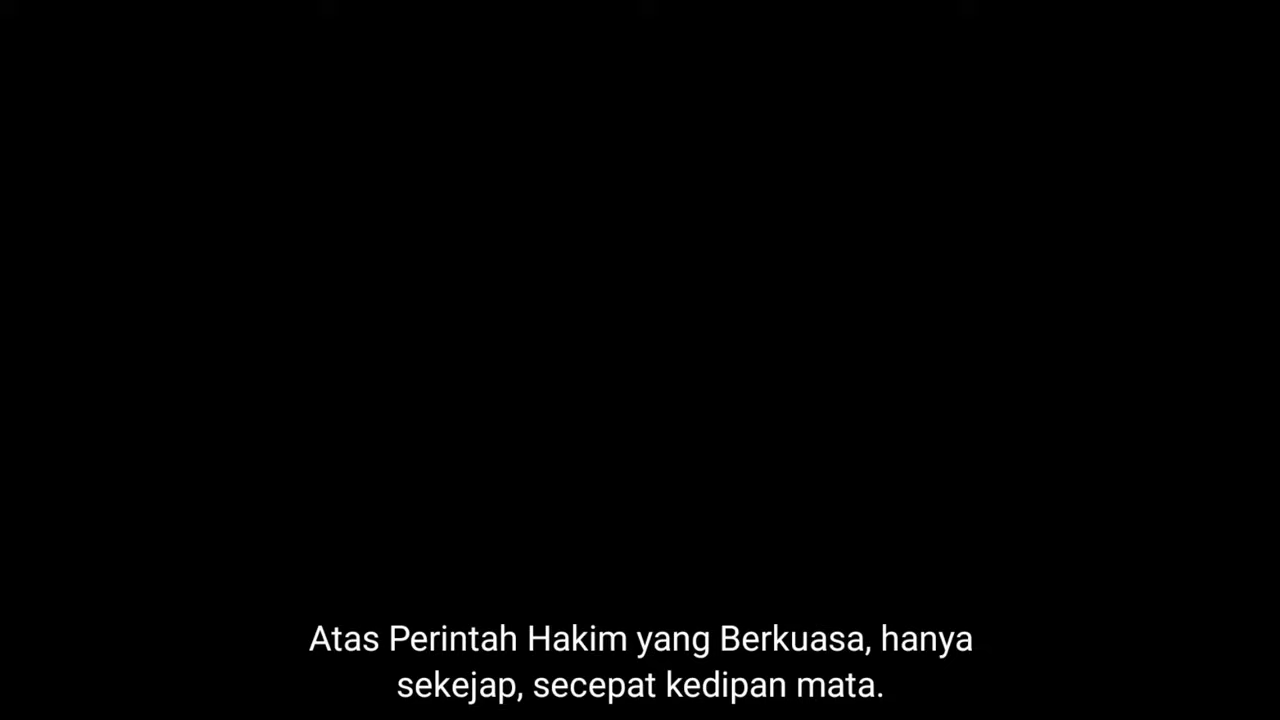 Atas Perintah Hakim yang Berkuasa, hanya
sekejap, secepat kedipan mata.